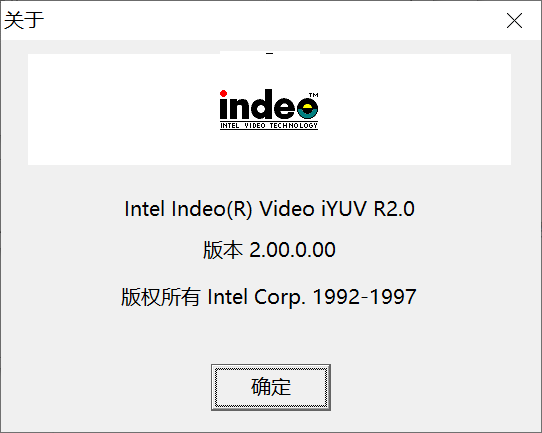 关于
indeo™
INTEL VIDEO TECHNOLOGY
Intel Indeo(R) Video iYUV R2.0
版本 2.00.0.00
版权所有 Intel Corp. 1992-1997
确定